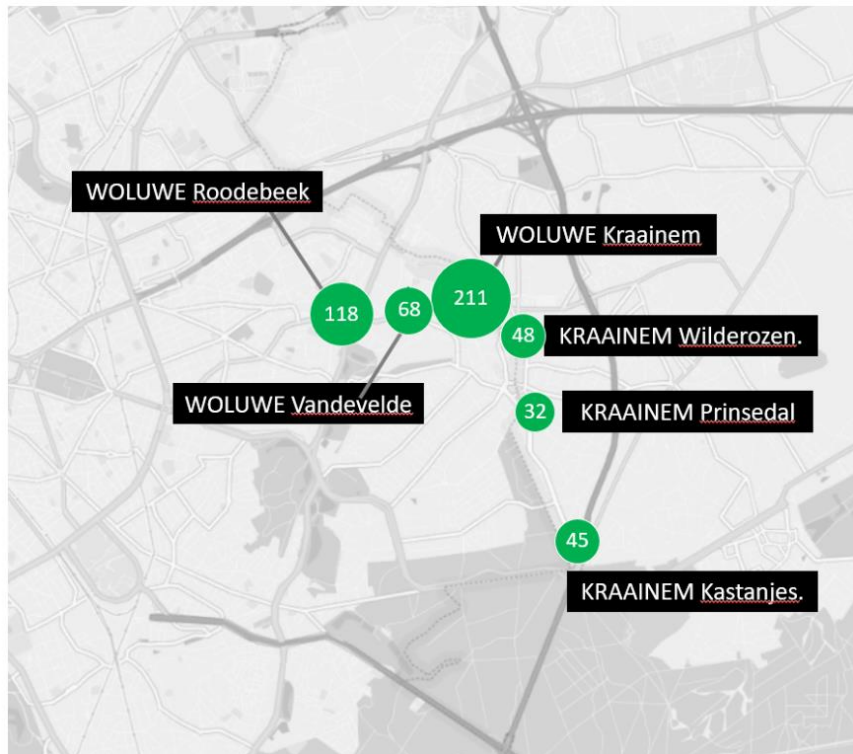 WOLUWE Roodebeek
WOLUWE Kraainem
118
68
211
48
KRAAINEM Wilderozen.
WOLUWE Vandevelde
32
KRAAINEM Prinsedal
45
KRAAINEM Kastanjes.